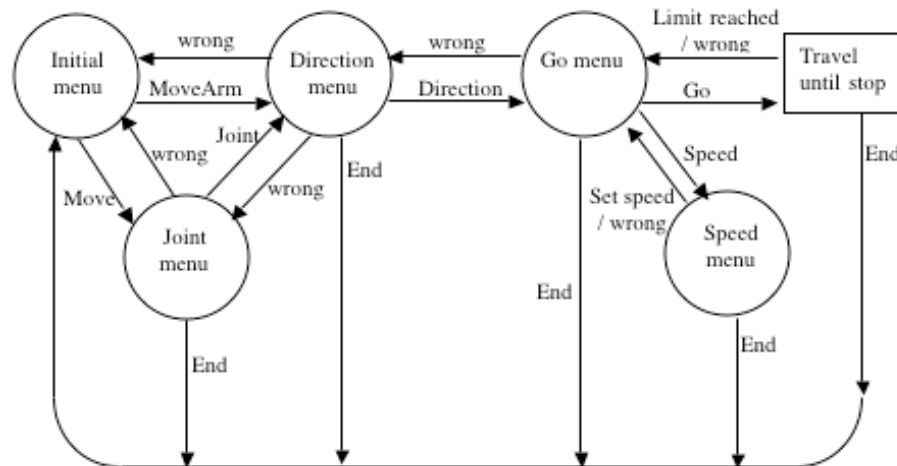 Limit reached
/ wrong
wrong
wrong
Initial
menu
Direction
menu
Go menu
Travel
until stop
MoveArm
Direction
Go
Joint
wrong
Speed
End
End
wrong
Move
Set speed
/ wrong
Joint
menu
Speed
menu
End
End
End